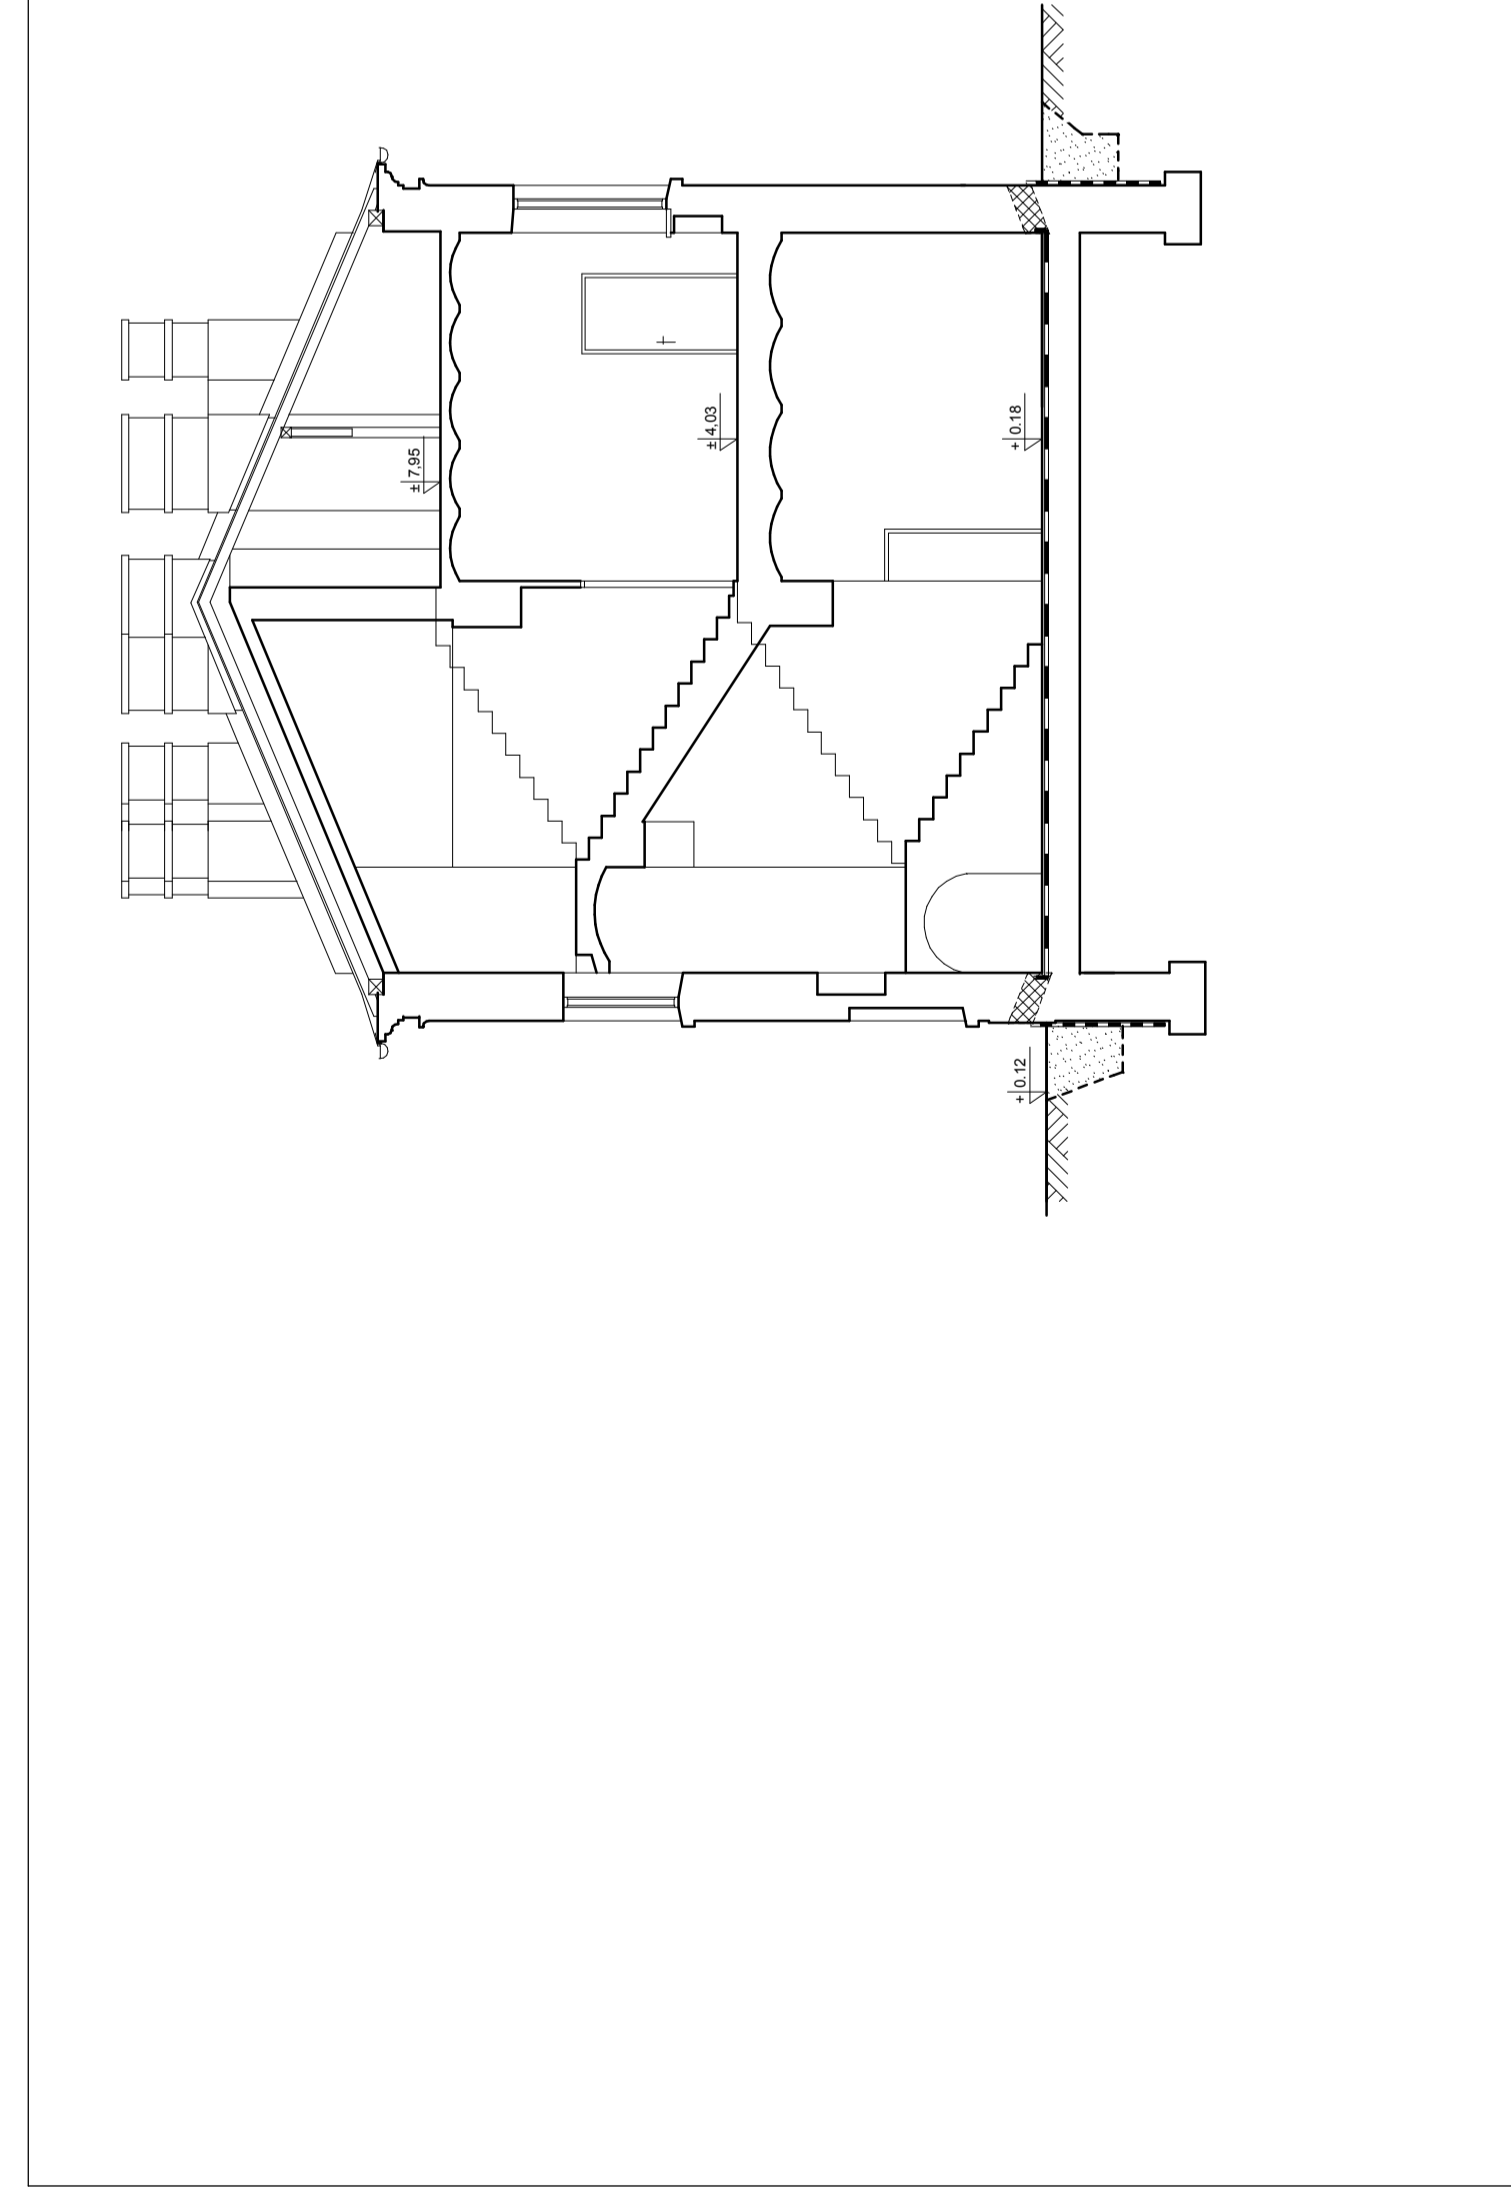 ± 7,95
± 4,03
+ 0.18
+ 0.12